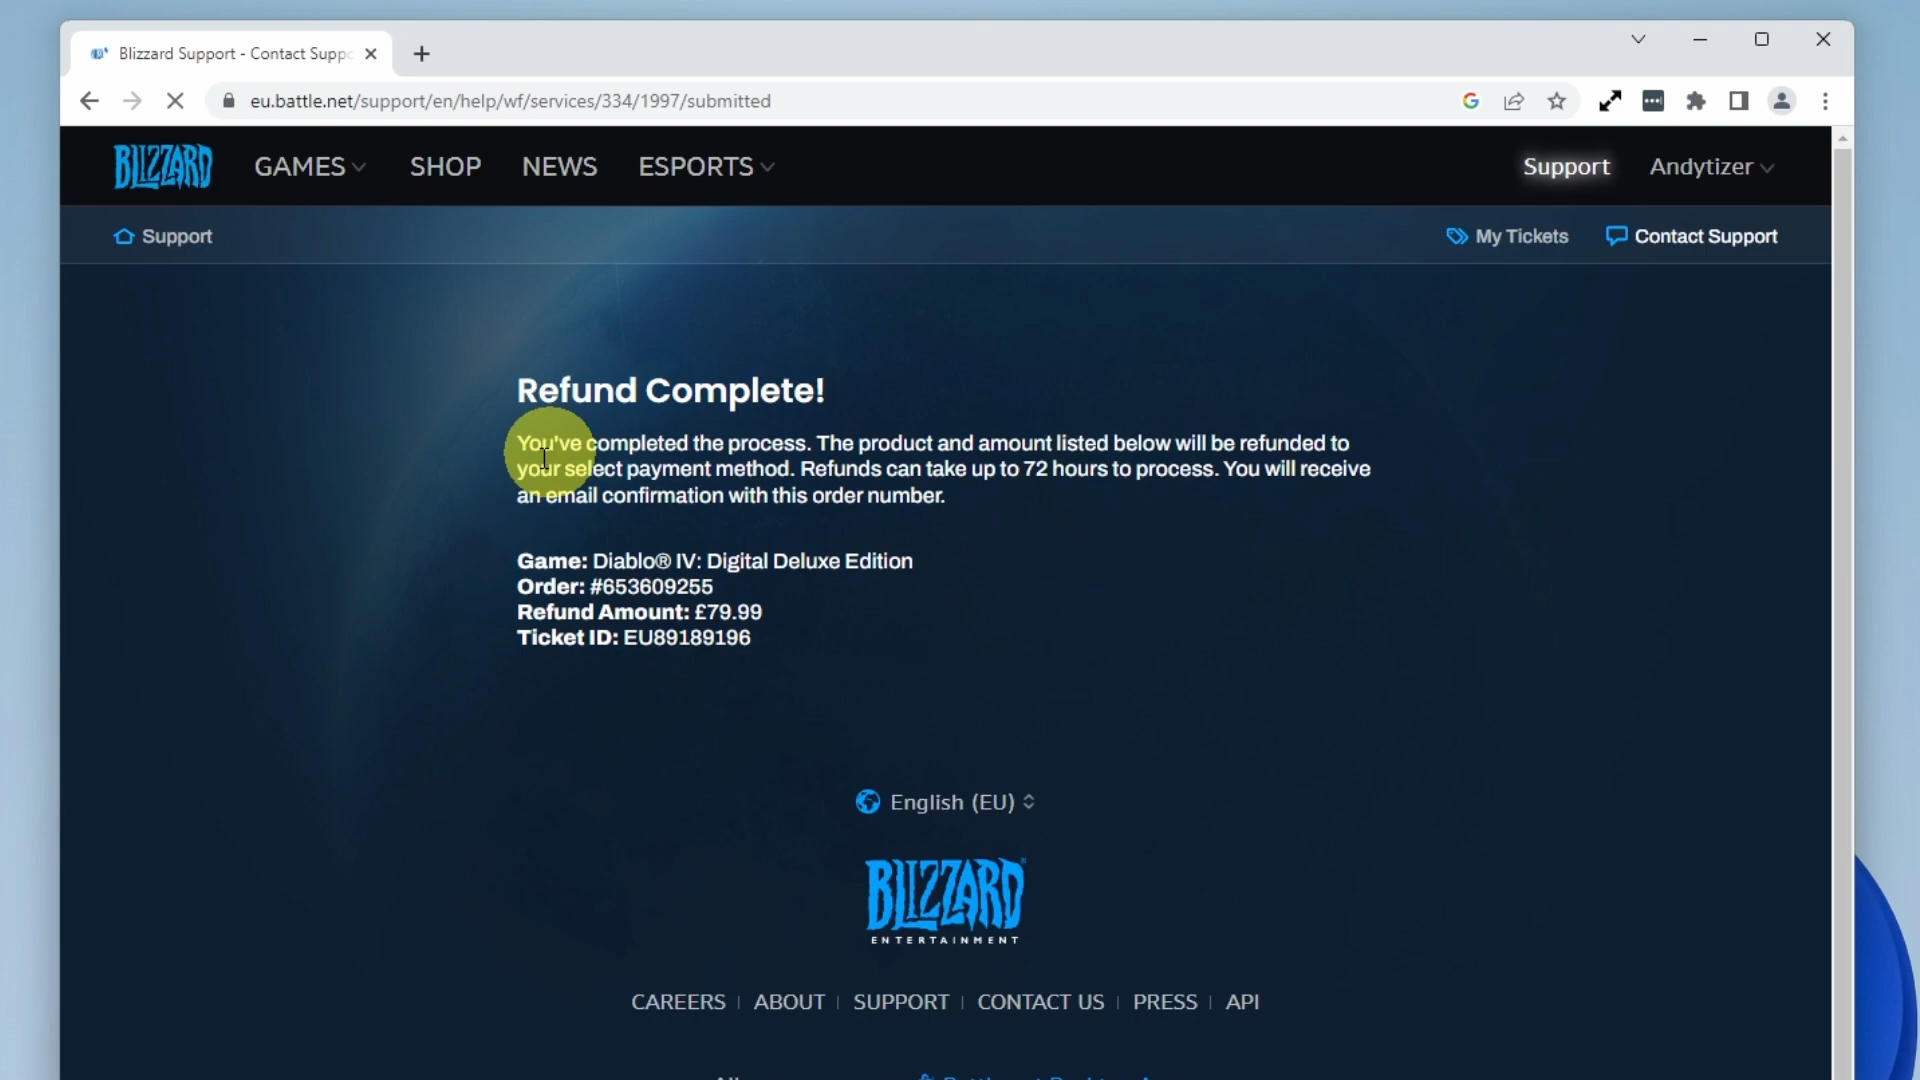 Blizzard Support - Contact Suppo
eu.battle.net/support/en/help/wf/services/334/1997/submitted
BLIZZARD GAMES SHOP NEWS ESPORTS Support Andytizer
Support My Tickets Contact Support
Refund Complete!
You've completed the process. The product and amount listed below will be refunded to
your select payment method. Refunds can take up to 72 hours to process. You will receive
an email confirmation with this order number.
Game: Diablo® IV: Digital Deluxe Edition
Order: #653609255
Refund Amount: £79.99
Ticket ID: EU89189196
English (EU)
BLIZZARD
ENTERTAINMENT
CAREERS | ABOUT | SUPPORT | CONTACT US | PRESS | API